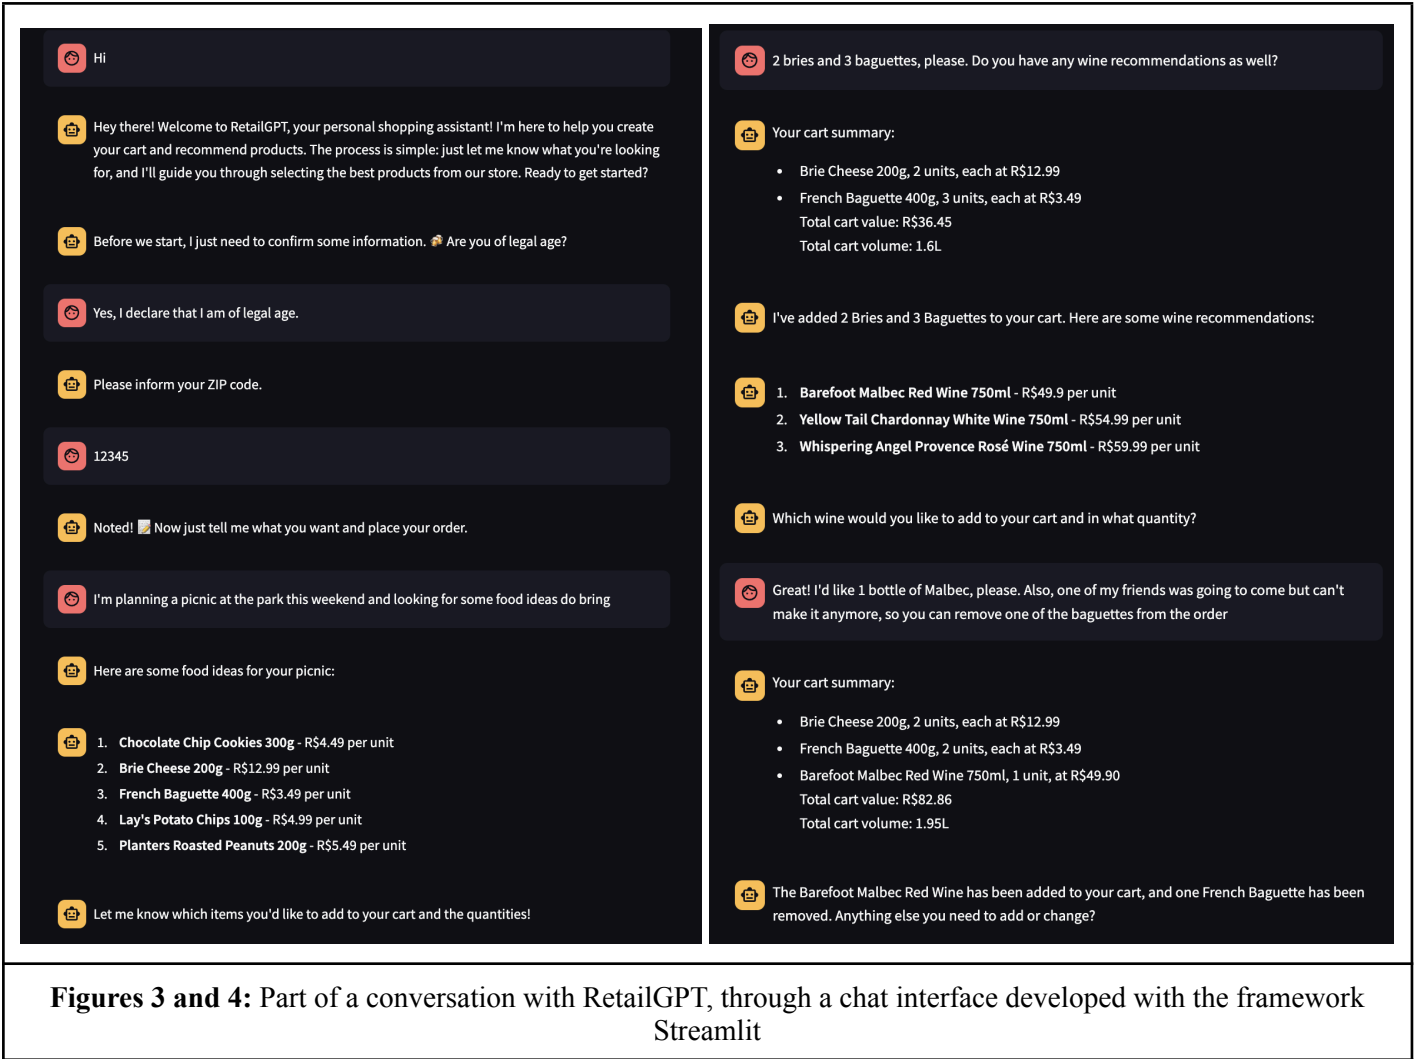 Hi
Hey there! Welcome to RetailGPT, your personal shopping assistant! I'm here to help you create
your cart and recommend products. The process is simple: just let me know what you're looking
for, and I'll guide you through selecting the best products from our store. Ready to get started?
Before we start, I just need to confirm some information. 🍻 Are you of legal age?
Yes, I declare that I am of legal age.
Please inform your ZIP code.
12345
Noted! 📝 Now just tell me what you want and place your order.
I'm planning a picnic at the park this weekend and looking for some food ideas do bring
Here are some food ideas for your picnic:
1. Chocolate Chip Cookies 300g - R$4.49 per unit
2. Brie Cheese 200g - R$12.99 per unit
3. French Baguette 400g - R$3.49 per unit
4. Lay's Potato Chips 100g - R$4.99 per unit
5. Planters Roasted Peanuts 200g - R$5.49 per unit
Let me know which items you'd like to add to your cart and the quantities!
2 bries and 3 baguettes, please. Do you have any wine recommendations as well?
Your cart summary:
• Brie Cheese 200g, 2 units, each at R$12.99
• French Baguette 400g, 3 units, each at R$3.49
Total cart value: R$36.45
Total cart volume: 1.6L
I've added 2 Bries and 3 Baguettes to your cart. Here are some wine recommendations:
1. Barefoot Malbec Red Wine 750ml - R$49.9 per unit
2. Yellow Tail Chardonnay White Wine 750ml - R$54.99 per unit
3. Whispering Angel Provence Rosé Wine 750ml - R$59.99 per unit
Which wine would you like to add to your cart and in what quantity?
Great! I'd like 1 bottle of Malbec, please. Also, one of my friends was going to come but can't
make it anymore, so you can remove one of the baguettes from the order
Your cart summary:
• Brie Cheese 200g, 2 units, each at R$12.99
• French Baguette 400g, 2 units, each at R$3.49
• Barefoot Malbec Red Wine 750ml, 1 unit, at R$49.90
Total cart value: R$82.86
Total cart volume: 1.95L
The Barefoot Malbec Red Wine has been added to your cart, and one French Baguette has been
removed. Anything else you need to add or change?
Figures 3 and 4: Part of a conversation with RetailGPT, through a chat interface developed with the framework
Streamlit